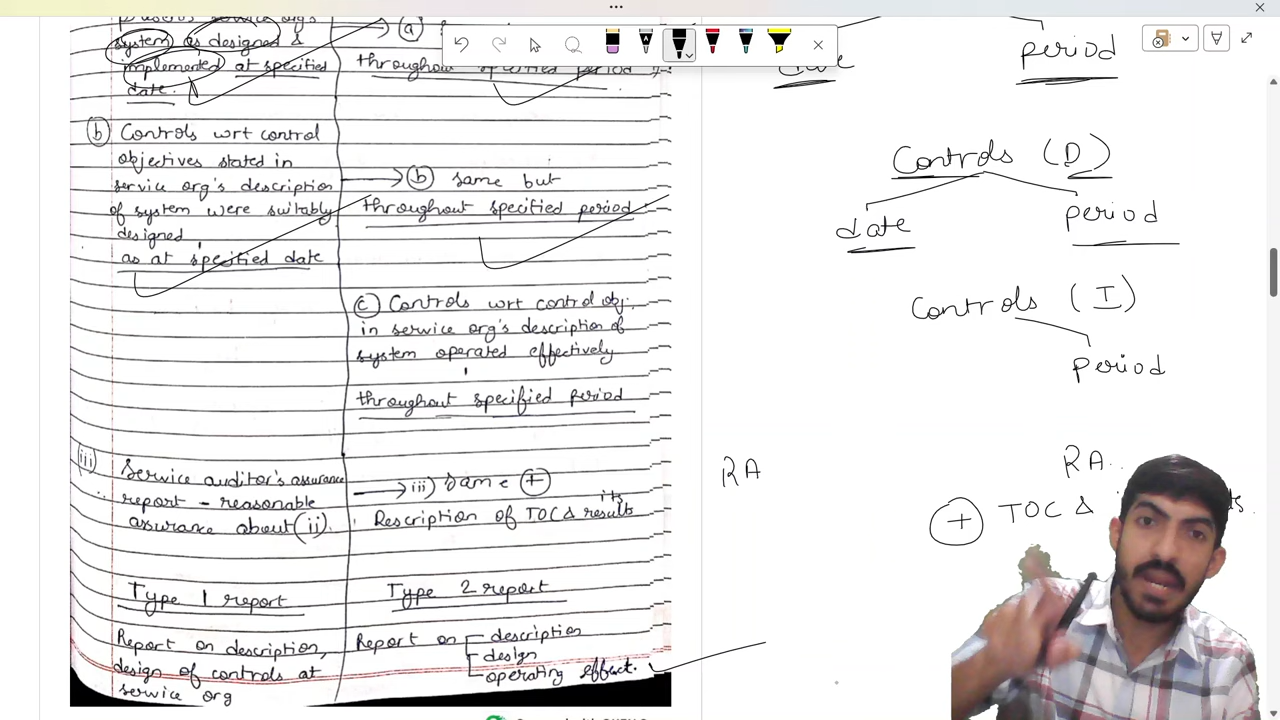 system as designed &
implemented at specified
date.
(b) Controls wrt control
objectives stated in
service org's description
of system were suitably
designed
as at specified date
(a)
throughout specified period
(b) same but
throughout specified period
(c) Controls wrt control obj.
in service org's description of
system operated effectively
throughout specified period
(iii) Service auditor's assurance
report - reasonable
assurance about (ii).
iii) Same +
Description of TOC & its results
Type 1 report
Report on description,
design of controls at
service org
Type 2 report
Report on description
design
operating effect.
period
Controls (D)
date period
Controls (I)
period
RA RA
+ TOC &